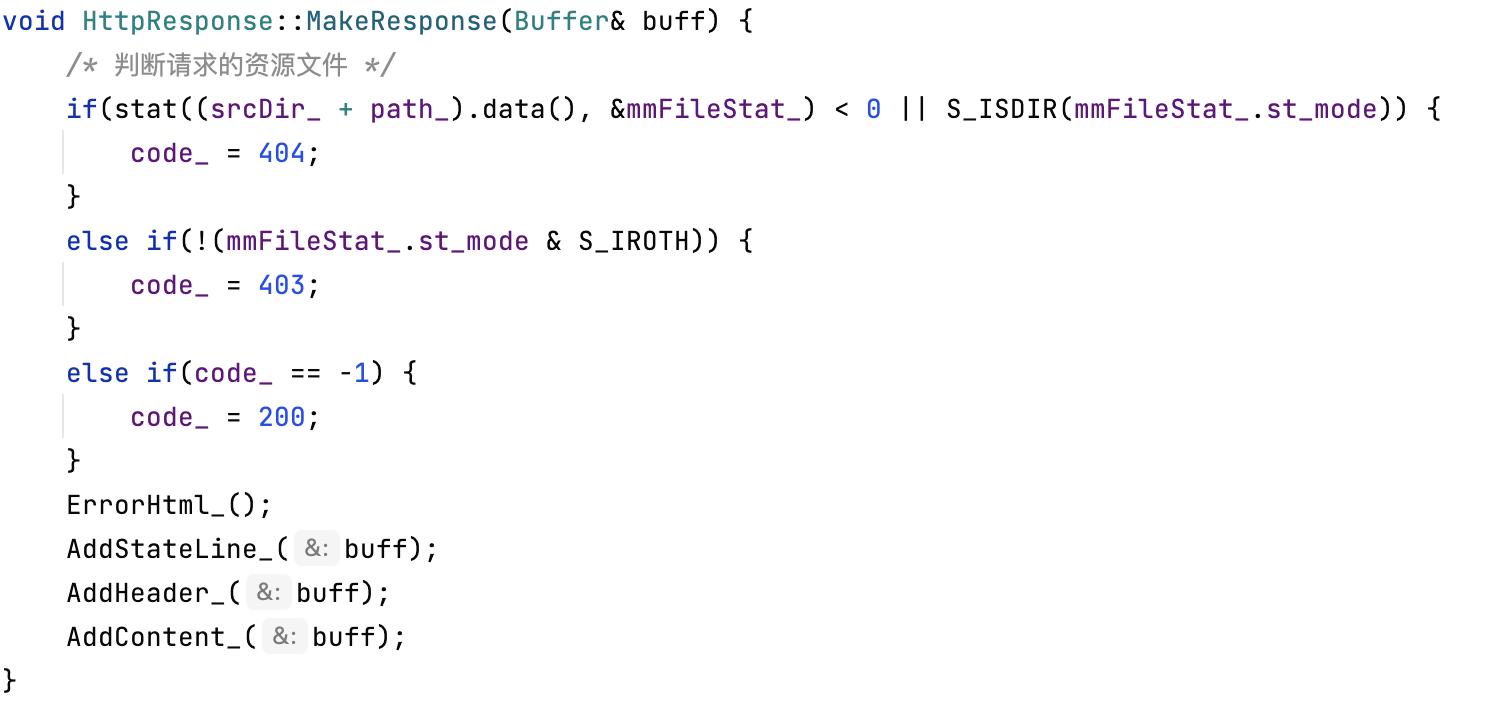 void HttpResponse::MakeResponse(Buffer& buff) {
    /* 判断请求的资源文件 */
    if(stat((srcDir_ + path_).data(), &mmFileStat_) < 0 || S_ISDIR(mmFileStat_.st_mode)) {
        code_ = 404;
    }
    else if(!(mmFileStat_.st_mode & S_IROTH)) {
        code_ = 403;
    }
    else if(code_ == -1) {
        code_ = 200;
    }
    ErrorHtml_();
    AddStateLine_( &: buff);
    AddHeader_( &: buff);
    AddContent_( &: buff);
}